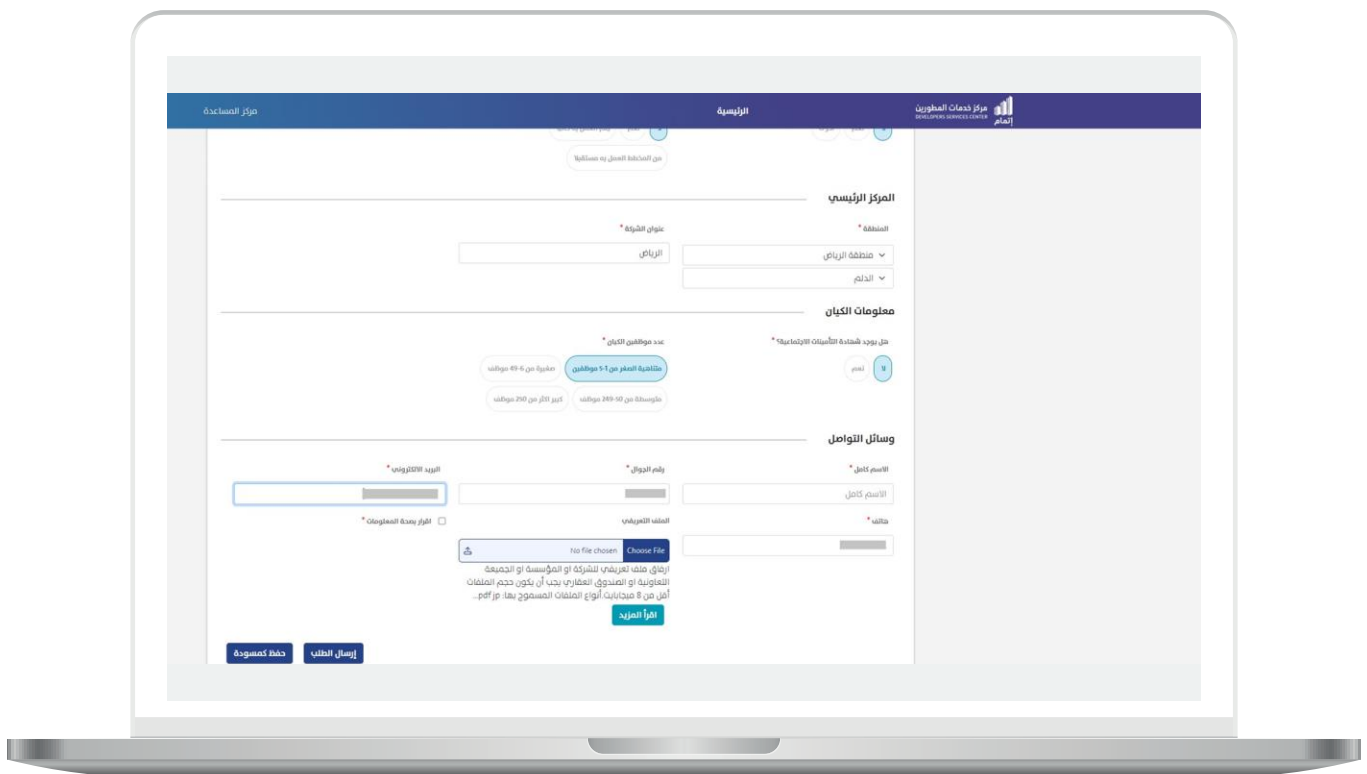 مركز خدمات المطورين
DEVELOPERS SERVICES CENTER
إتمام
الرئيسية
مركز المساعدة
من المخطط العمل به مستقبلا
المركز الرئيسي
المنطقة *
عنوان الشركة *
منطقة الرياض
الرياض
الدلم
معلومات الكيان
هل يوجد شهادة التأمينات الاجتماعية؟ *
عدد موظفين الكيان *
لا
نعم
متناهية الصغر من 1-5 موظفين
صغيرة من 6-49 موظف
متوسطة من 50-249 موظف
كبير اكثر من 250 موظف
وسائل التواصل
الاسم كامل *
رقم الجوال *
البريد الالكتروني *
الاسم كامل
هاتف *
الملف التعريفي
اقرار بصحة المعلومات *
Choose File
No file chosen
ارفاق ملف تعريفي للشركة او المؤسسة او الجميعة
التعاونية او الصندوق العقاري يجب أن يكون حجم الملفات
أقل من 8 ميجابايت.أنواع الملفات المسموح بها: pdf jp...
اقرأ المزيد
إرسال الطلب
حفظ كمسودة